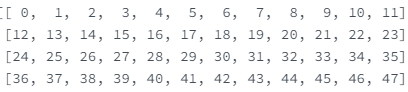 [[ 0, 1, 2, 3, 4, 5, 6, 7, 8, 9, 10, 11]
[12, 13, 14, 15, 16, 17, 18, 19, 20, 21, 22, 23]
[24, 25, 26, 27, 28, 29, 30, 31, 32, 33, 34, 35]
[36, 37, 38, 39, 40, 41, 42, 43, 44, 45, 46, 47]